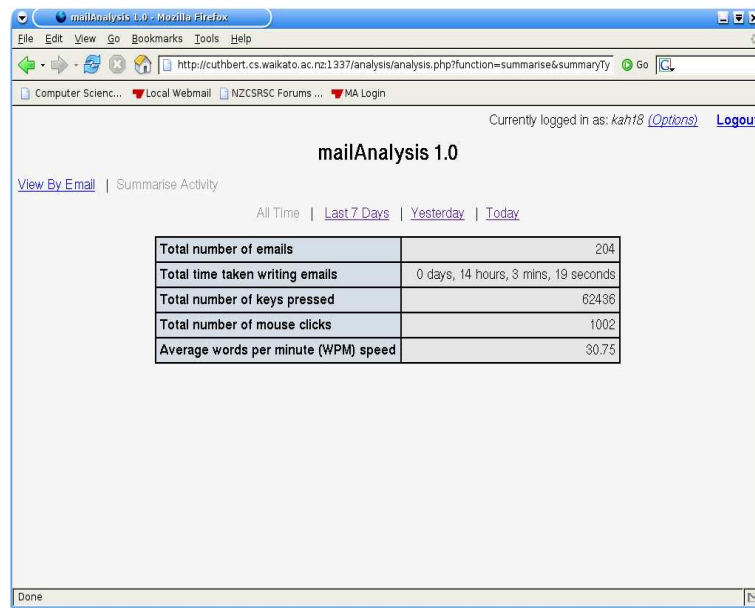 mailAnalysis 1.0 - Mozilla Firefox
File Edit View Go Bookmarks Tools Help
http://cuthbert.cs.waikato.ac.nz:1337/analysis/analysis.php?function=summarise&summaryTy Go G
Computer Scienc... Local Webmail NZCSRSC Forums ... MA Login
Currently logged in as: kah18 (Options) Logout
mailAnalysis 1.0
View By Email | Summarise Activity
All Time | Last 7 Days | Yesterday | Today
Total number of emails 204
Total time taken writing emails 0 days, 14 hours, 3 mins, 19 seconds
Total number of keys pressed 62436
Total number of mouse clicks 1002
Average words per minute (WPM) speed 30.75
Done